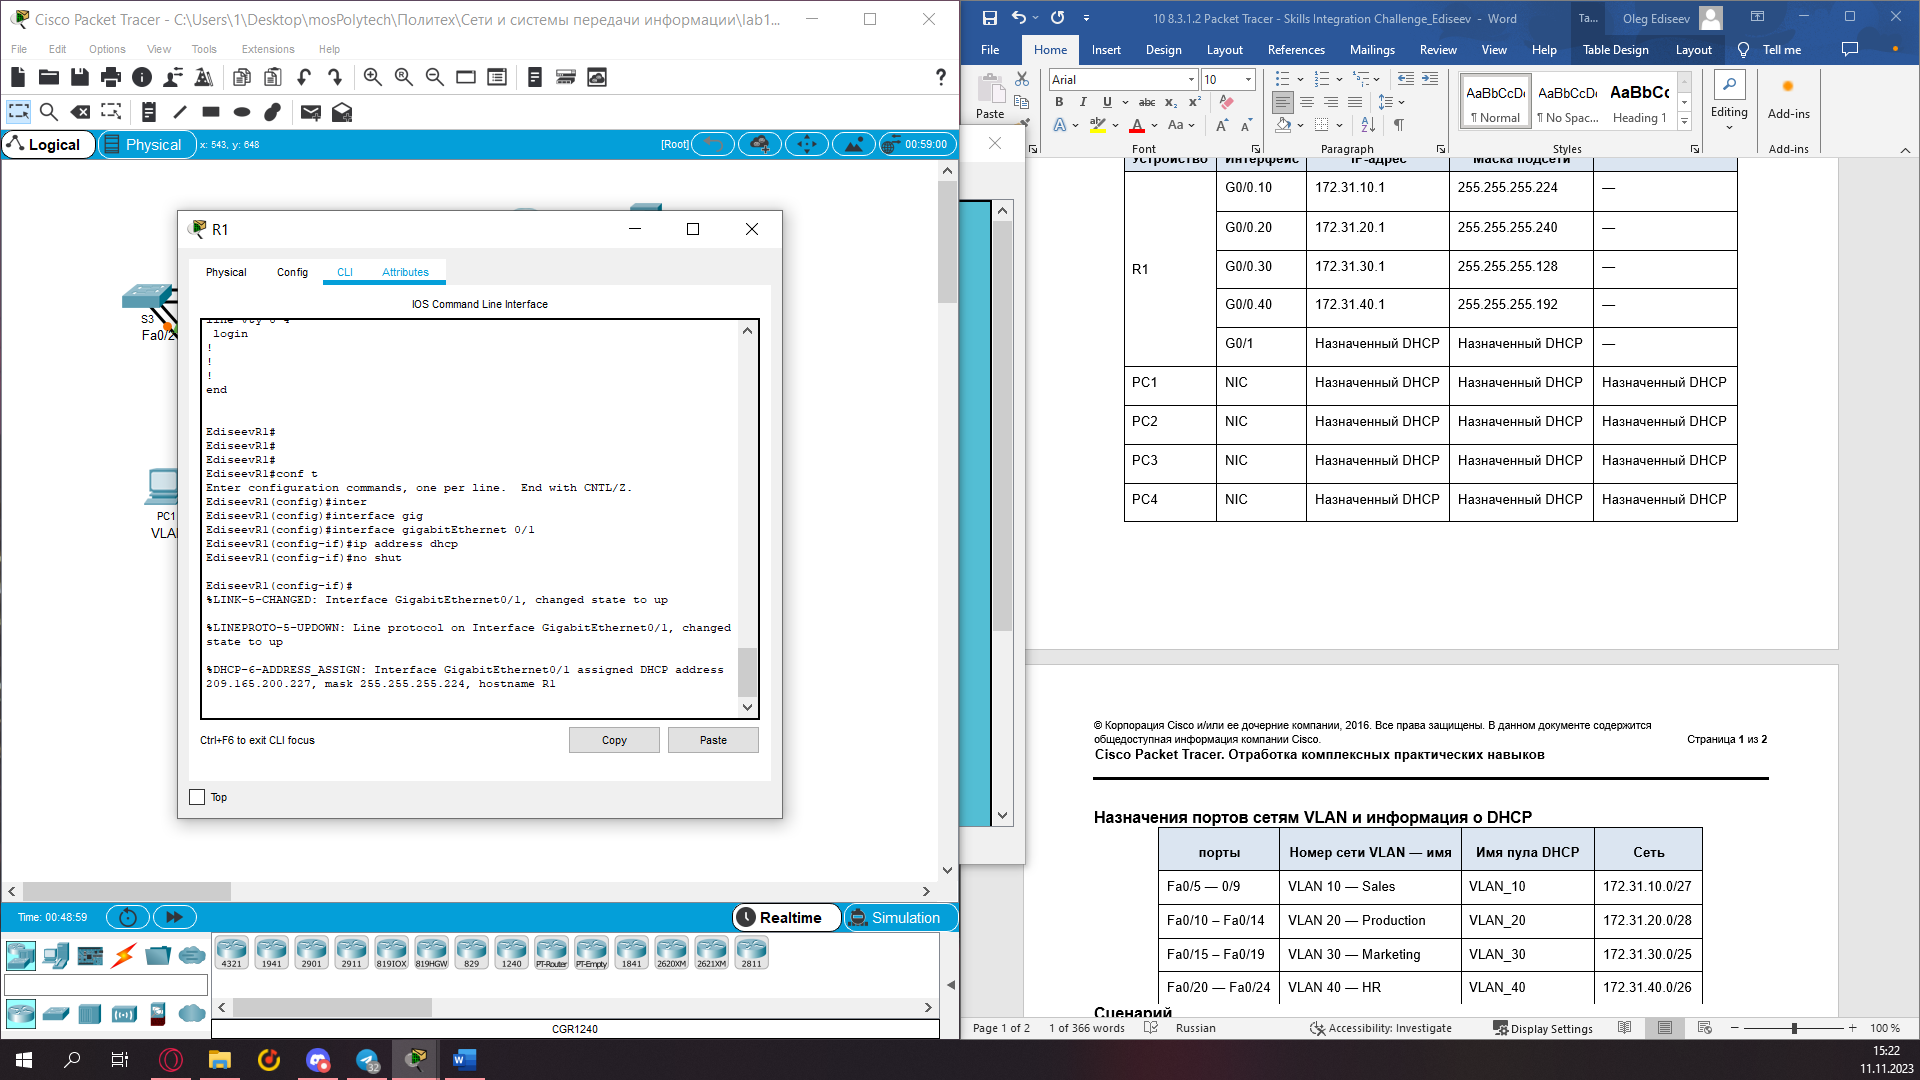 Cisco Packet Tracer - C:\Users\1\Desktop\mosPolytech\Политех\Сети и системы передачи информации\lab1...
File Edit Options View Tools Extensions Help
?
Logical
Physical
x: 543, y: 648
[Root]
00:59:00
S3
Fa0/2
PC1
VLA
R1
Physical Config CLI Attributes
IOS Command Line Interface
line vty 0 4
login
!
!
!
end
EdiseevR1#
EdiseevR1#
EdiseevR1#
EdiseevR1#conf t
Enter configuration commands, one per line. End with CNTL/Z.
EdiseevR1(config)#inter
EdiseevR1(config)#interface gig
EdiseevR1(config)#interface gigabitEthernet 0/1
EdiseevR1(config-if)#ip address dhcp
EdiseevR1(config-if)#no shut
EdiseevR1(config-if)#
%LINK-5-CHANGED: Interface GigabitEthernet0/1, changed state to up
%LINEPROTO-5-UPDOWN: Line protocol on Interface GigabitEthernet0/1, changed
state to up
%DHCP-6-ADDRESS_ASSIGN: Interface GigabitEthernet0/1 assigned DHCP address
209.165.200.227, mask 255.255.255.224, hostname R1
Ctrl+F6 to exit CLI focus
Copy
Paste
Top
Time: 00:48:59
Realtime
Simulation
4321 1941 2901 2911 819IOX 819HGW 829 1240 PT-Router PT-Empty 1841 2620XM 2621XM 2811
CGR1240
10 8.3.1.2 Packet Tracer - Skills Integration Challenge_Ediseev - Word
Ta...
Oleg Ediseev
File Home Insert Design Layout References Mailings Review View Help Table Design Layout Tell me
Paste
Arial
10
B I U abc x₂ x²
A ab A Aa A A
Font
Paragraph
AaBbCcDı AaBbCcDı AaBbCc
¶ Normal ¶ No Spac... Heading 1
Styles
Editing
Add-ins
Add-ins
Устройство Интерфейс IP-адрес Маска подсети
R1
G0/0.10 172.31.10.1 255.255.255.224 —
G0/0.20 172.31.20.1 255.255.255.240 —
G0/0.30 172.31.30.1 255.255.255.128 —
G0/0.40 172.31.40.1 255.255.255.192 —
G0/1 Назначенный DHCP Назначенный DHCP —
PC1 NIC Назначенный DHCP Назначенный DHCP Назначенный DHCP
PC2 NIC Назначенный DHCP Назначенный DHCP Назначенный DHCP
PC3 NIC Назначенный DHCP Назначенный DHCP Назначенный DHCP
PC4 NIC Назначенный DHCP Назначенный DHCP Назначенный DHCP
© Корпорация Cisco и/или ее дочерние компании, 2016. Все права защищены. В данном документе содержится
общедоступная информация компании Cisco.
Страница 1 из 2
Cisco Packet Tracer. Отработка комплексных практических навыков
Назначения портов сетям VLAN и информация о DHCP
порты Номер сети VLAN — имя Имя пула DHCP Сеть
Fa0/5 — 0/9 VLAN 10 — Sales VLAN_10 172.31.10.0/27
Fa0/10 – Fa0/14 VLAN 20 — Production VLAN_20 172.31.20.0/28
Fa0/15 – Fa0/19 VLAN 30 — Marketing VLAN_30 172.31.30.0/25
Fa0/20 — Fa0/24 VLAN 40 — HR VLAN_40 172.31.40.0/26
Сценарий
Page 1 of 2 1 of 366 words Russian Accessibility: Investigate Display Settings 100 %
32
15:22
11.11.2023